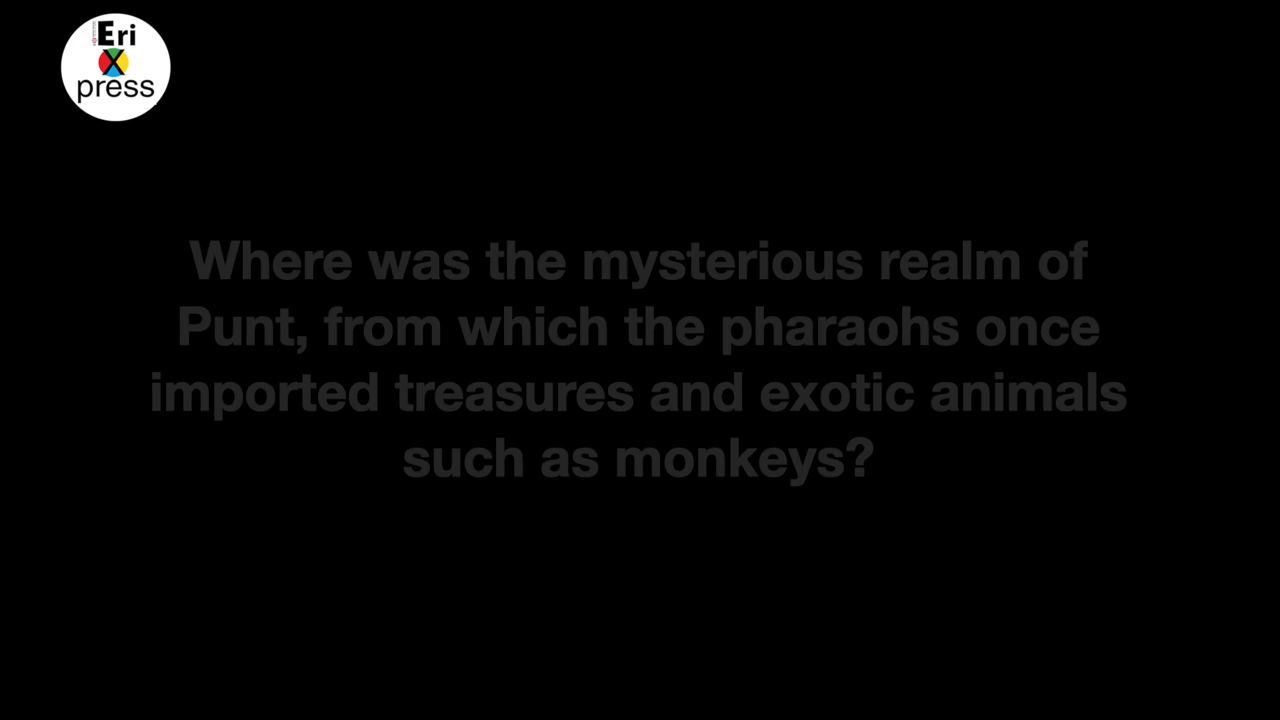 Eri
X
press
Where was the mysterious realm of
Punt, from which the pharaohs once
imported treasures and exotic animals
such as monkeys?